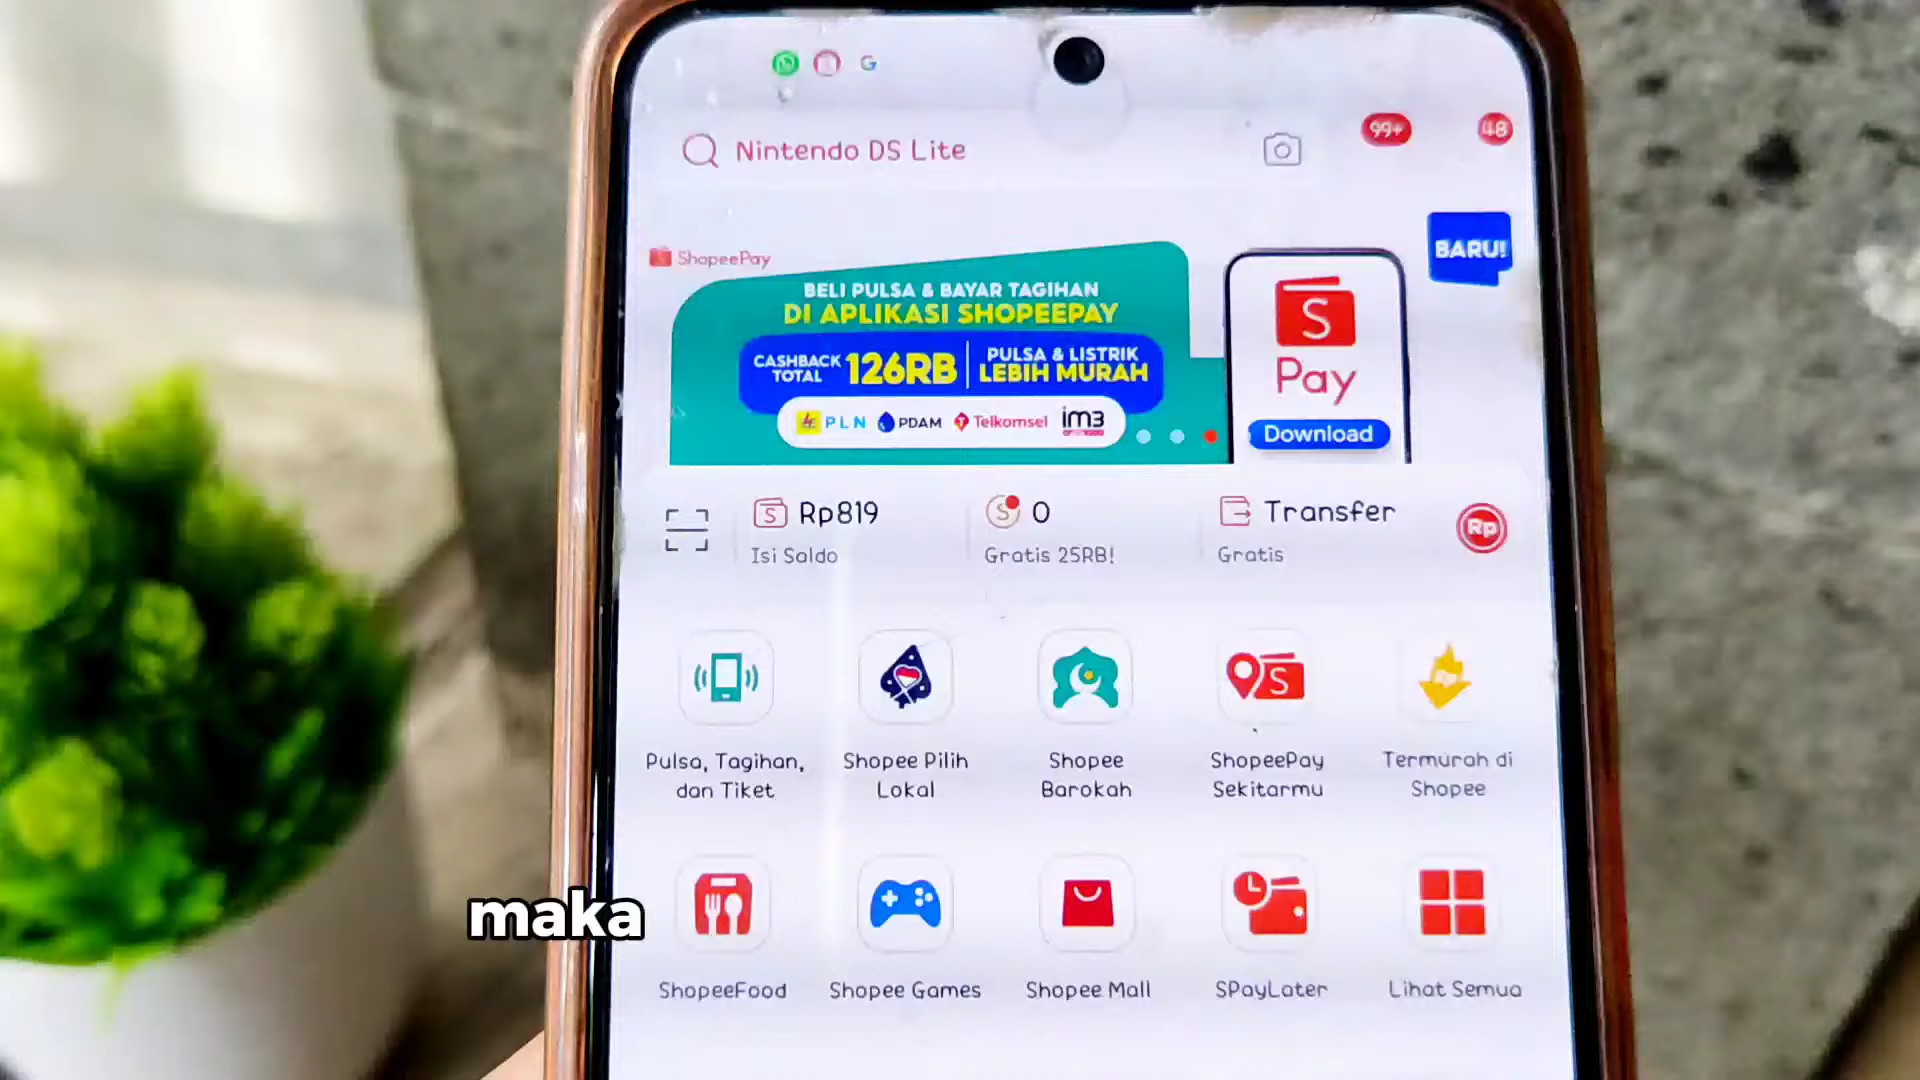 Nintendo DS Lite
99+
48
BARU!
ShopeePay
BELI PULSA & BAYAR TAGIHAN
DI APLIKASI SHOPEEPAY
CASHBACK TOTAL 126RB
PULSA & LISTRIK LEBIH MURAH
PLN PDAM Telkomsel im3
S
Pay
Download
Rp819
Isi Saldo
0
Gratis 25RB!
Transfer
Gratis
Rp
Pulsa, Tagihan,
dan Tiket
Shopee Pilih
Lokal
Shopee
Barokah
ShopeePay
Sekitarmu
Termurah di
Shopee
maka
ShopeeFood
Shopee Games
Shopee Mall
SPayLater
Lihat Semua